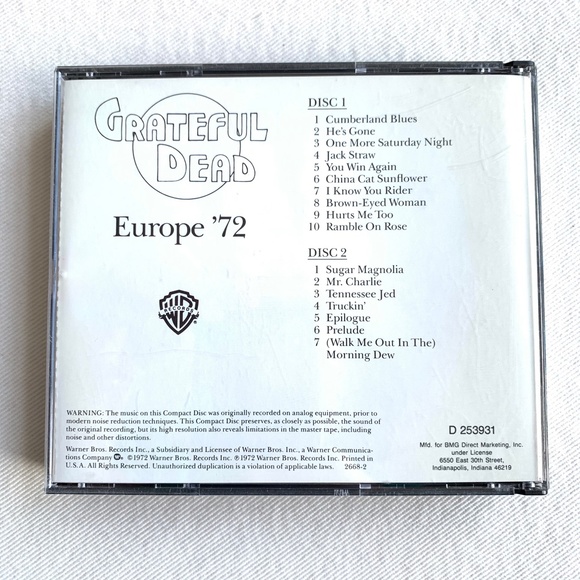 GRATEFUL
DEAD
Europe ’72
DISC 1
1 Cumberland Blues
2 He's Gone
3 One More Saturday Night
4 Jack Straw
5 You Win Again
6 China Cat Sunflower
7 I Know You Rider
8 Brown-Eyed Woman
9 Hurts Me Too
10 Ramble On Rose
DISC 2
1 Sugar Magnolia
2 Mr. Charlie
3 Tennessee Jed
4 Truckin’
5 Epilogue
6 Prelude
7 (Walk Me Out In The)
Morning Dew
WB
RECORDS
WARNING: The music on this Compact Disc was originally recorded on analog equipment, prior to
modern noise reduction techniques. This Compact Disc preserves, as closely as possible, the sound of
the original recording, but its high resolution also reveals limitations in the master tape, including
noise and other distortions.
Warner Bros. Records Inc., a Subsidiary and Licensee of Warner Bros. Inc., a Warner Communica-
tions Company ©1972 Warner Bros. Records Inc. ℗1972 Warner Bros. Records Inc. Printed in
U.S.A. All Rights Reserved. Unauthorized duplication is a violation of applicable laws. 2668-2
D 253931
Mfd. for BMG Direct Marketing, Inc.
under License
6550 East 30th Street,
Indianapolis, Indiana 46219